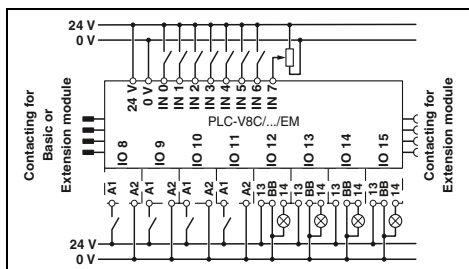 24 V
0 V
Contacting for
Basic or
Extension module
24 V
0 V
IN 0
IN 1
IN 2
IN 3
IN 4
IN 5
IN 6
IN 7
PLC-V8C/.../EM
IO 8
IO 9
IO 10
IO 11
IO 12
IO 13
IO 14
IO 15
Contacting for
Extension module
A1
A2
A1
A2
A1
A2
A1
A2
13
BB
14
13
BB
14
13
BB
14
13
BB
14
24 V
0 V